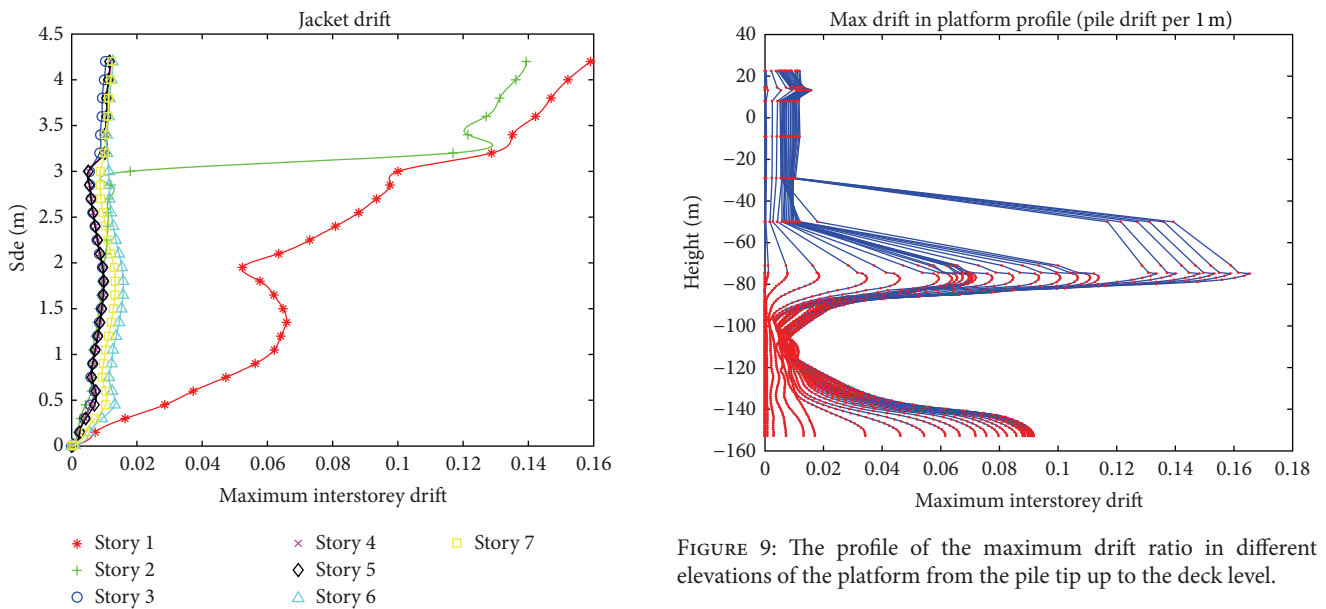 Jacket drift
4.5
4
3.5
3
2.5
2
1.5
1
0.5
0
Sde (m)
0 0.02 0.04 0.06 0.08 0.1 0.12 0.14 0.16
Maximum interstorey drift
Story 1 Story 4 Story 7
Story 2 Story 5
Story 3 Story 6
Max drift in platform profile (pile drift per 1 m)
40
20
0
−20
−40
−60
−80
−100
−120
−140
−160
Height (m)
0 0.02 0.04 0.06 0.08 0.1 0.12 0.14 0.16 0.18
Maximum interstorey drift
FIGURE 9: The profile of the maximum drift ratio in different
elevations of the platform from the pile tip up to the deck level.